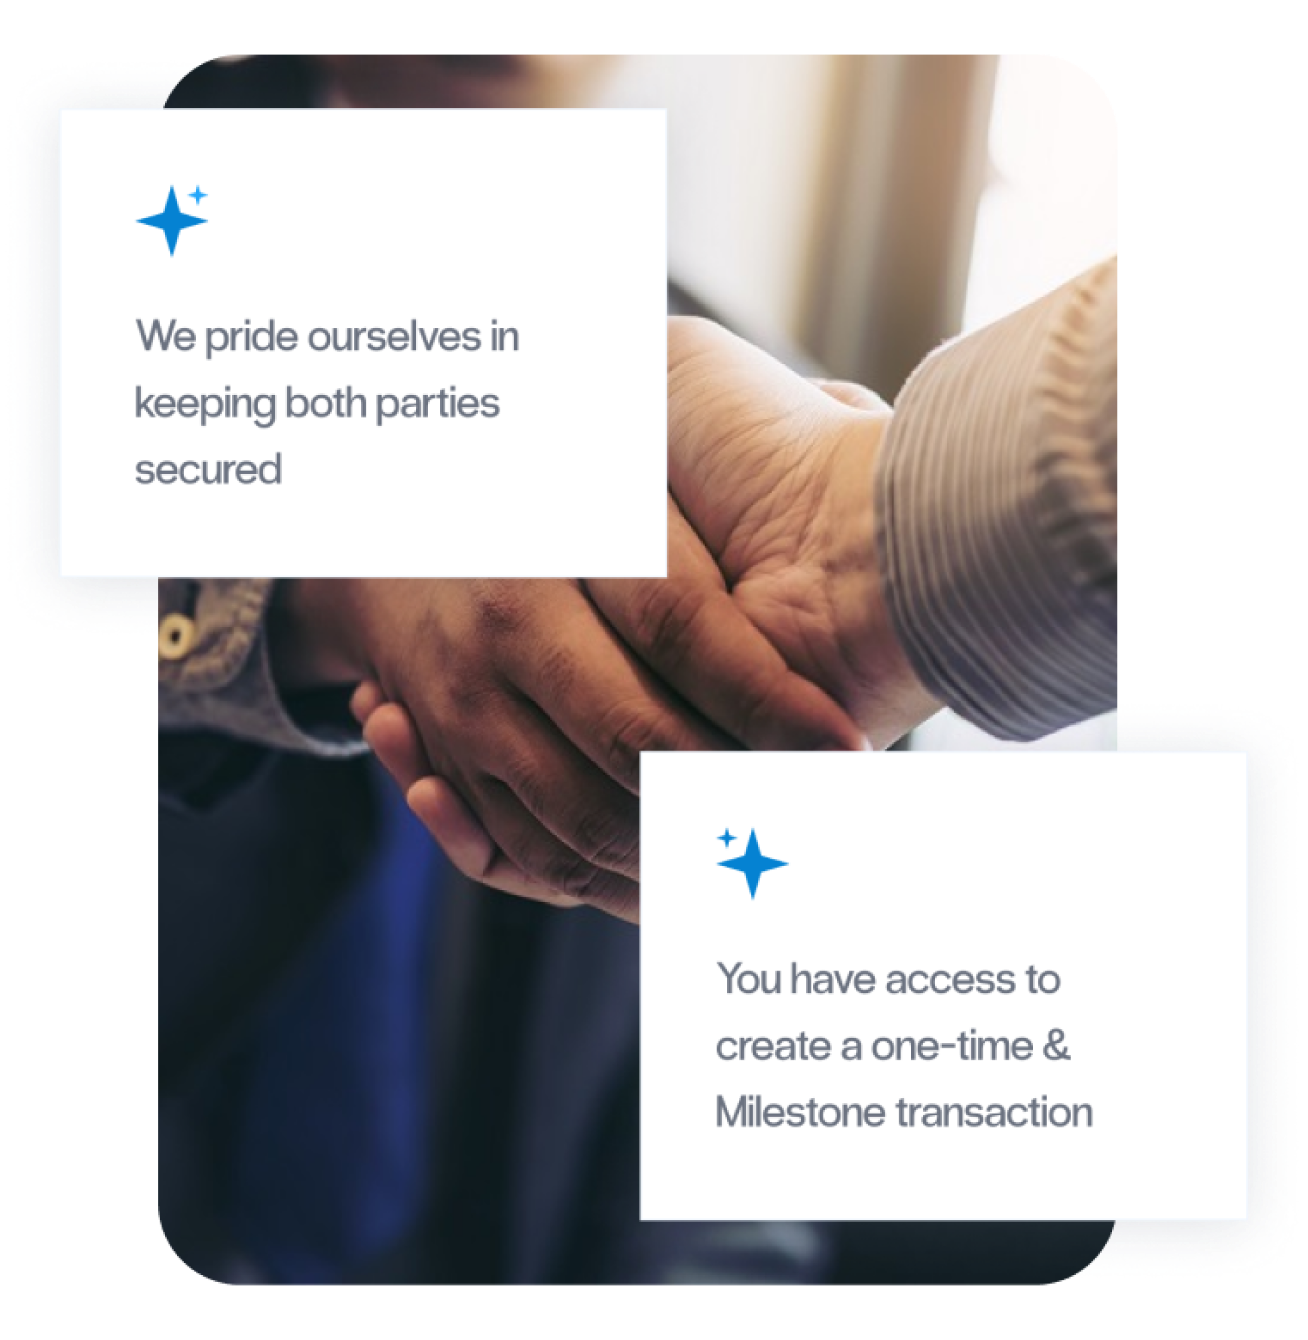 We pride ourselves in
keeping both parties
secured
You have access to
create a one-time &
Milestone transaction